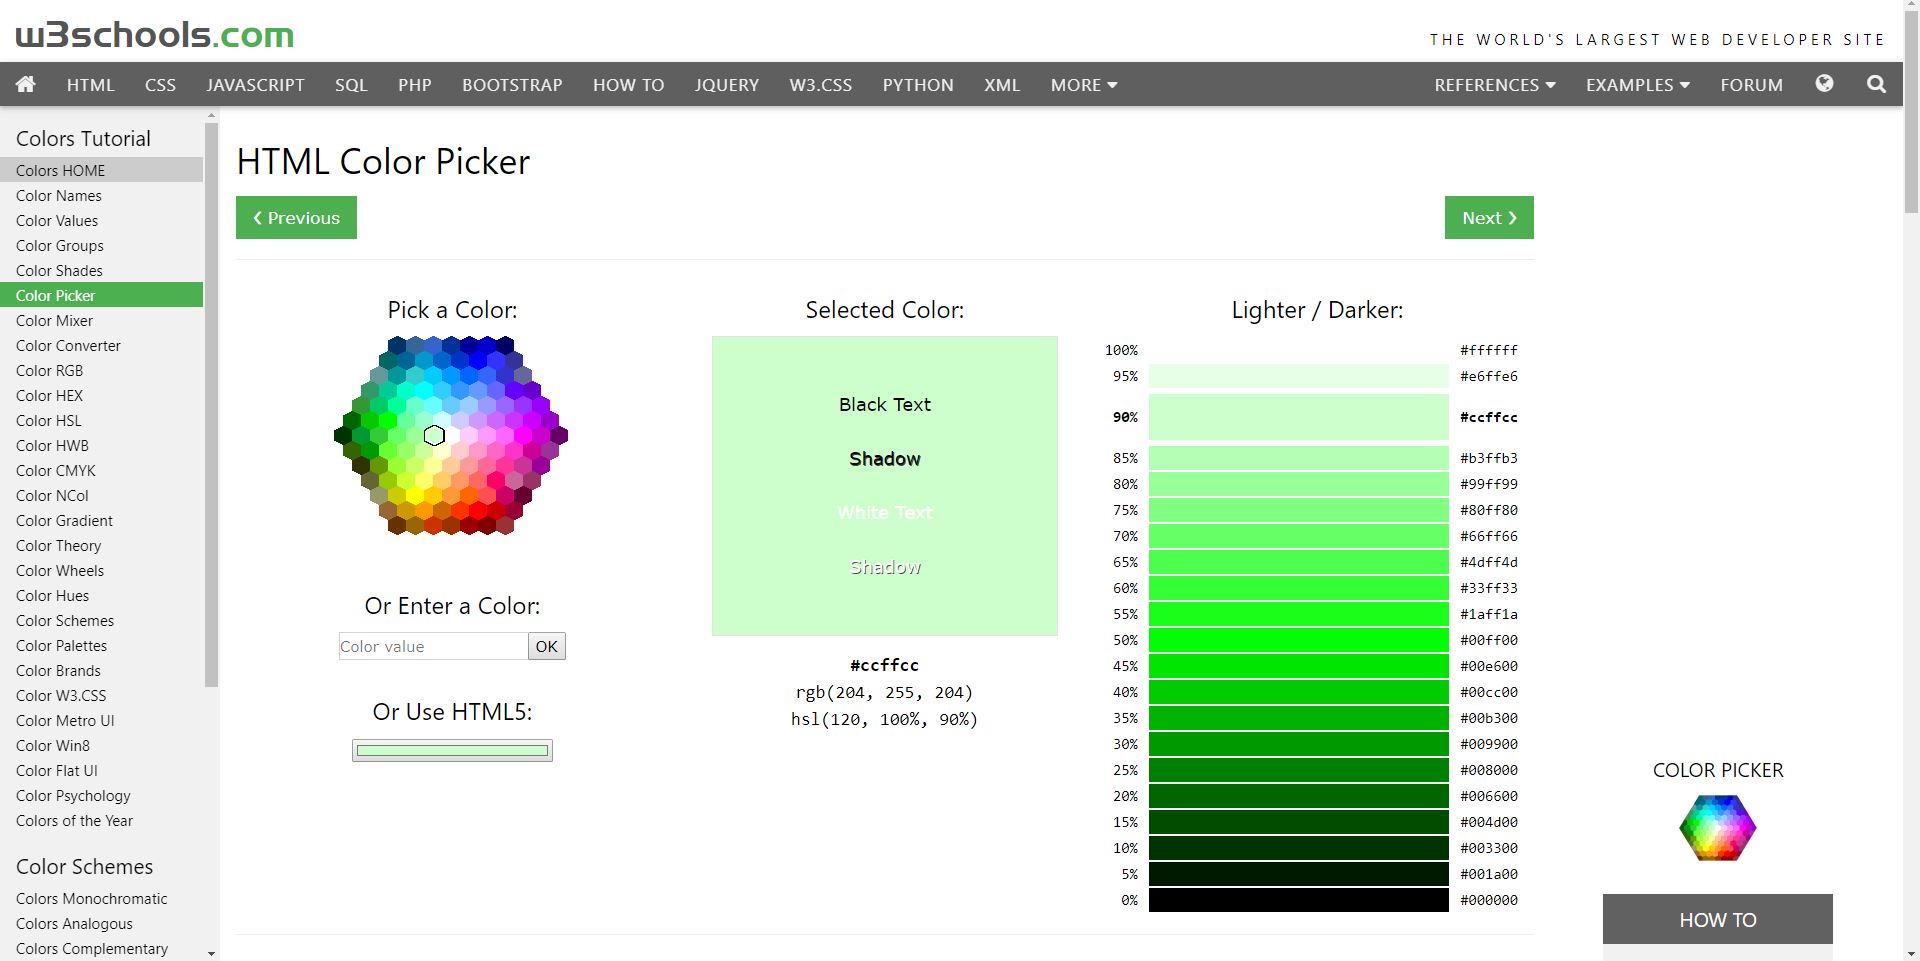 w3schools.com
THE WORLD'S LARGEST WEB DEVELOPER SITE
HTML CSS JAVASCRIPT SQL PHP BOOTSTRAP HOW TO JQUERY W3.CSS PYTHON XML MORE REFERENCES EXAMPLES FORUM
Colors Tutorial
Colors HOME
Color Names
Color Values
Color Groups
Color Shades
Color Picker
Color Mixer
Color Converter
Color RGB
Color HEX
Color HSL
Color HWB
Color CMYK
Color NCol
Color Gradient
Color Theory
Color Wheels
Color Hues
Color Schemes
Color Palettes
Color Brands
Color W3.CSS
Color Metro UI
Color Win8
Color Flat UI
Color Psychology
Colors of the Year
Color Schemes
Colors Monochromatic
Colors Analogous
Colors Complementary
HTML Color Picker
❮ Previous
Next ❯
Pick a Color:
Or Enter a Color:
Color value OK
Or Use HTML5:
Selected Color:
Black Text
Shadow
White Text
Shadow
#ccffcc
rgb(204, 255, 204)
hsl(120, 100%, 90%)
Lighter / Darker:
100% #ffffff
95% #e6ffe6
90% #ccffcc
85% #b3ffb3
80% #99ff99
75% #80ff80
70% #66ff66
65% #4dff4d
60% #33ff33
55% #1aff1a
50% #00ff00
45% #00e600
40% #00cc00
35% #00b300
30% #009900
25% #008000
20% #006600
15% #004d00
10% #003300
5% #001a00
0% #000000
COLOR PICKER
HOW TO